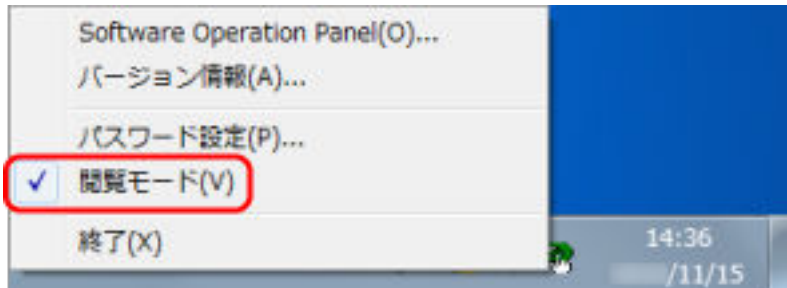 Software Operation Panel(O)...
バージョン情報(A)...
パスワード設定(P)...
閲覧モード(V)
終了(X)
14:36
/11/15